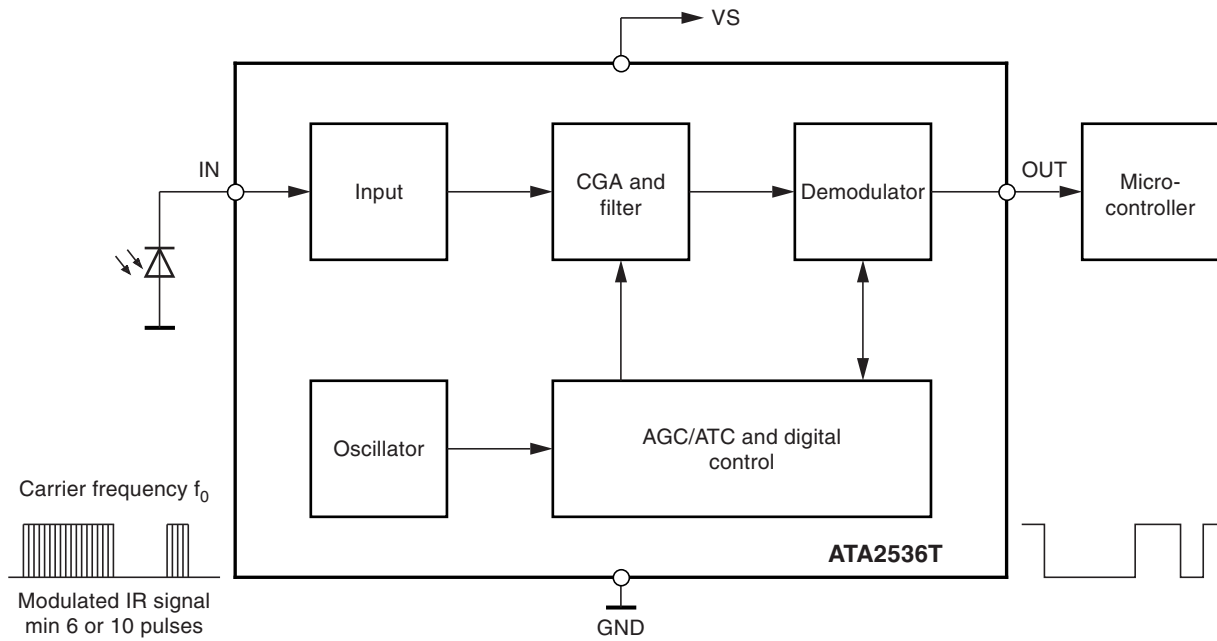 VS
IN
Input
CGA and
filter
Demodulator
OUT
Micro-
controller
Oscillator
AGC/ATC and digital
control
Carrier frequency f₀
ATA2536T
Modulated IR signal
min 6 or 10 pulses
GND